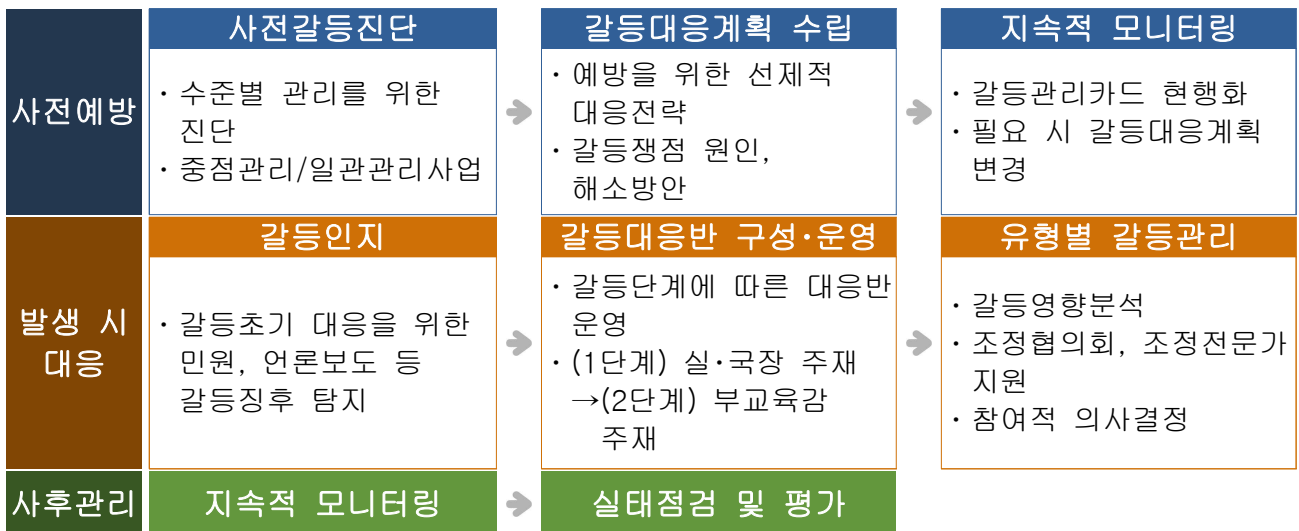 사전예방
사전갈등진단
· 수준별 관리를 위한
진단
· 중점관리/일관관리사업
갈등대응계획 수립
· 예방을 위한 선제적
대응전략
· 갈등쟁점 원인,
해소방안
지속적 모니터링
· 갈등관리카드 현행화
· 필요 시 갈등대응계획
변경
발생 시
대응
갈등인지
· 갈등초기 대응을 위한
민원, 언론보도 등
갈등징후 탐지
갈등대응반 구성·운영
· 갈등단계에 따른 대응반
운영
· (1단계) 실·국장 주재
→(2단계) 부교육감
주재
유형별 갈등관리
· 갈등영향분석
· 조정협의회, 조정전문가
지원
· 참여적 의사결정
사후관리
지속적 모니터링
실태점검 및 평가